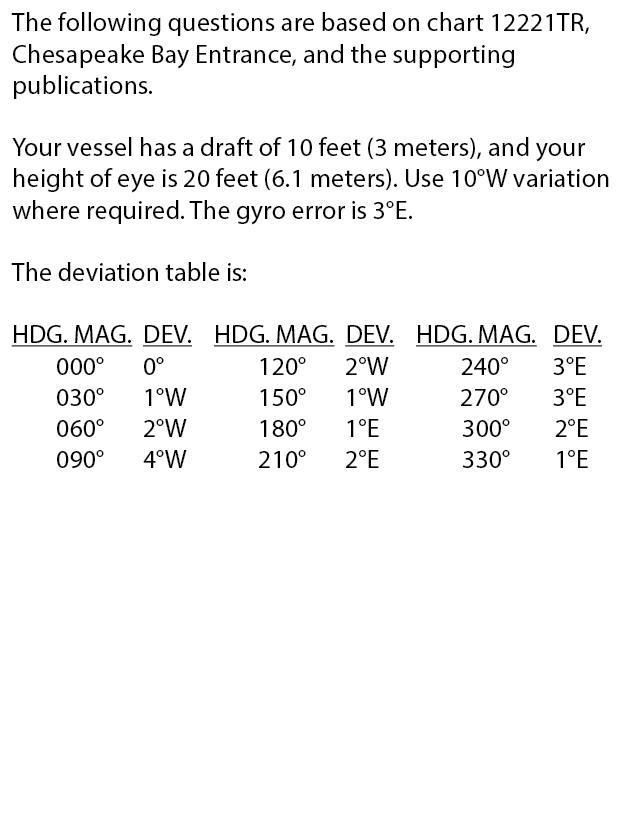 The following questions are based on chart 12221TR,
Chesapeake Bay Entrance, and the supporting
publications.
Your vessel has a draft of 10 feet (3 meters), and your
height of eye is 20 feet (6.1 meters). Use 10°W variation
where required. The gyro error is 3°E.
The deviation table is:
HDG. MAG. DEV. HDG. MAG. DEV. HDG. MAG. DEV.
000° 0° 120° 2°W 240° 3°E
030° 1°W 150° 1°W 270° 3°E
060° 2°W 180° 1°E 300° 2°E
090° 4°W 210° 2°E 330° 1°E